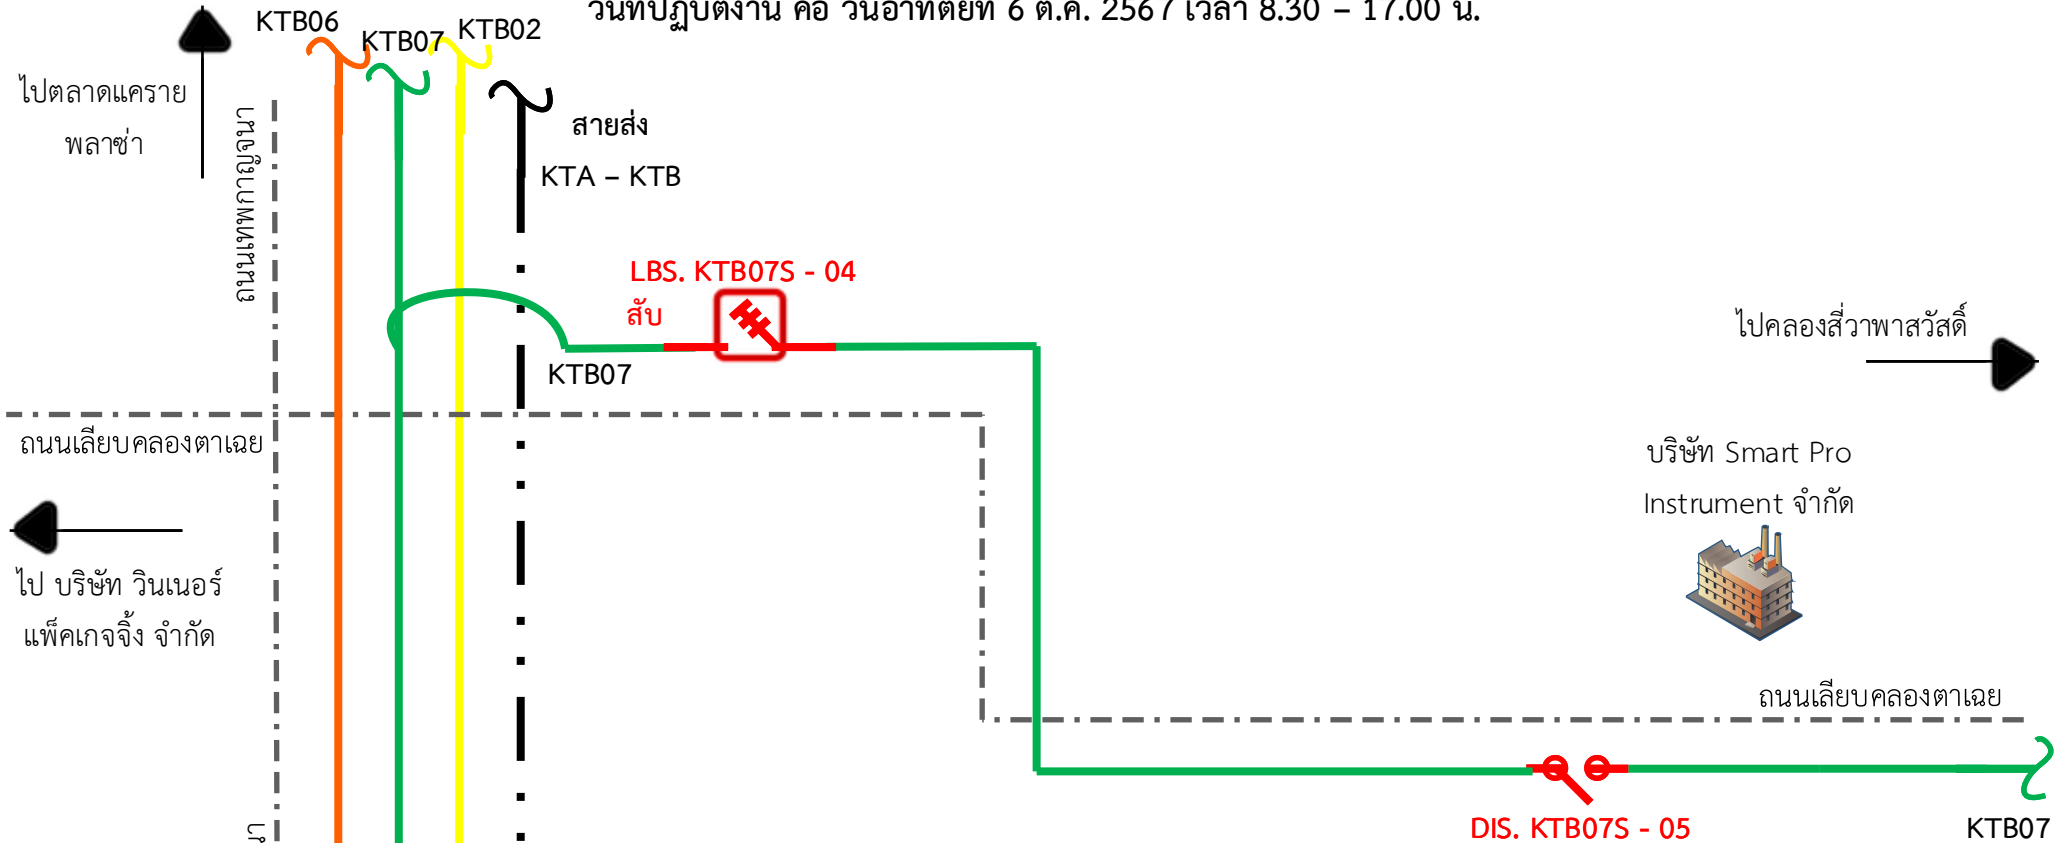 วันที่ปฏิบัติงาน คือ วันอาทิตย์ที่ 6 ต.ค. 2567 เวลา 8.30 – 17.00 น.
KTB06
KTB07
KTB02
ไปตลาดแคราย
พลาซ่า
ถนนเทพกาญจนา
สายส่ง
KTA – KTB
LBS. KTB07S - 04
สับ
KTB07
ไปคลองสี่วาพาสวัสดิ์
ถนนเลียบคลองตาเฉย
บริษัท Smart Pro
Instrument จำกัด
ไป บริษัท วินเนอร์
แพ็คเกจจิ้ง จำกัด
ถนนเลียบคลองตาเฉย
DIS. KTB07S - 05
KTB07